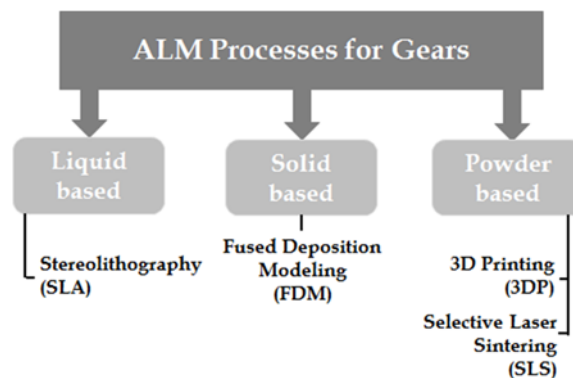 ALM Processes for Gears
Liquid
based
Solid
based
Powder
based
Stereolithography
(SLA)
Fused Deposition
Modeling
(FDM)
3D Printing
(3DP)
Selective Laser
Sintering
(SLS)